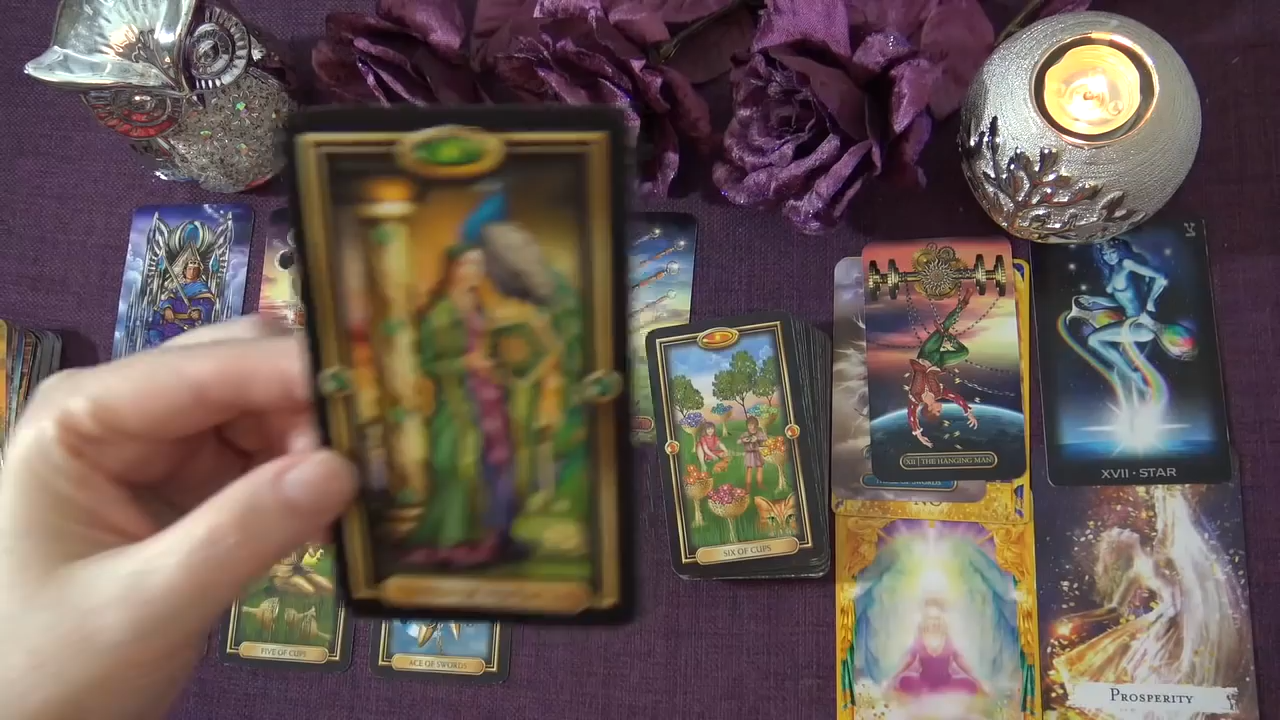 XII | THE HANGING MAN
XVII · STAR
SIX OF CUPS
FIVE OF CUPS
ACE OF SWORDS
PROSPERITY